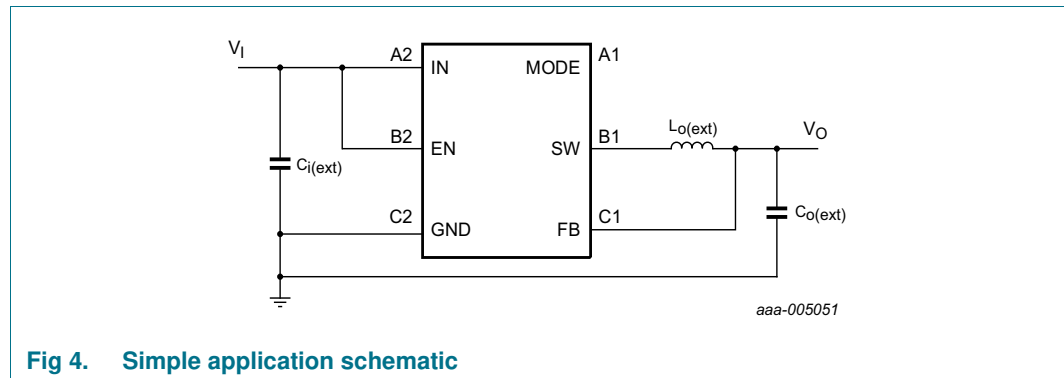 V_I
A2
IN
MODE
A1
B2
EN
SW
B1
L_o(ext)
V_O
C_i(ext)
C2
GND
FB
C1
C_o(ext)
aaa-005051
Fig 4. Simple application schematic